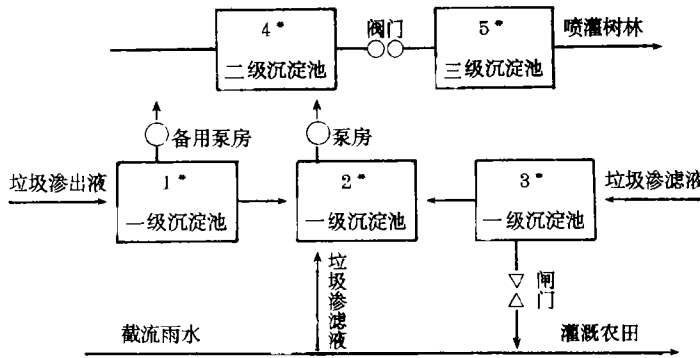 4*
二级沉淀池
阀门
5*
三级沉淀池
喷灌树林
备用泵房
泵房
垃圾渗出液
1*
一级沉淀池
2*
一级沉淀池
3*
一级沉淀池
垃圾渗滤液
垃圾渗滤液
闸门
截流雨水
灌溉农田